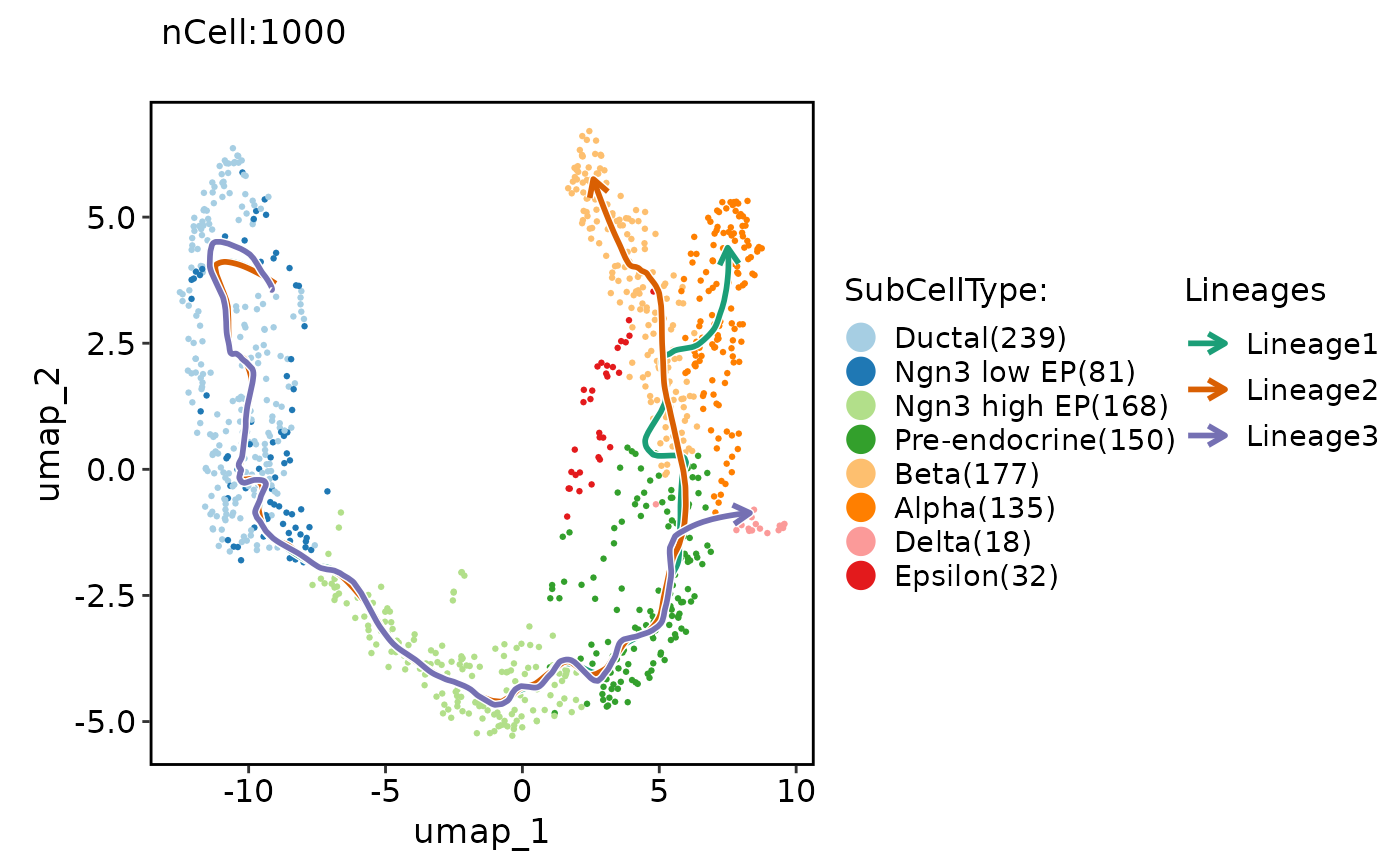 nCell:1000
umap_2
5.0
2.5
0.0
-2.5
-5.0
-10
-5
0
5
10
umap_1
SubCellType:
Ductal(239)
Ngn3 low EP(81)
Ngn3 high EP(168)
Pre-endocrine(150)
Beta(177)
Alpha(135)
Delta(18)
Epsilon(32)
Lineages
Lineage1
Lineage2
Lineage3